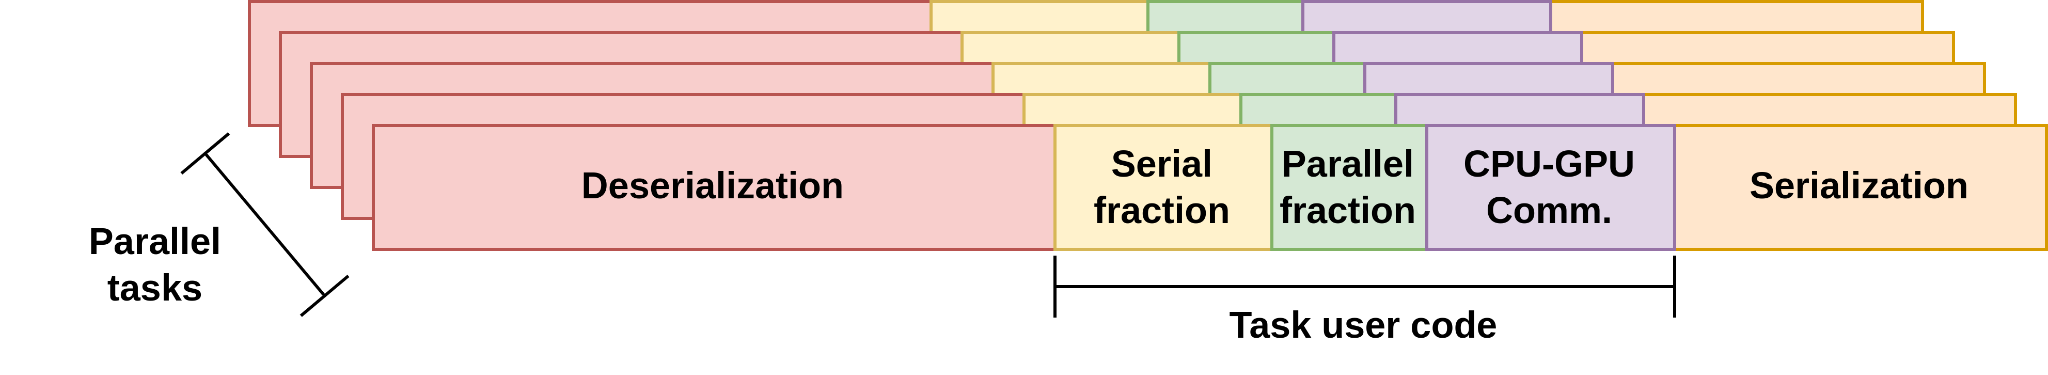 Deserialization
Serial
fraction
Parallel
fraction
CPU-GPU
Comm.
Serialization
Parallel
tasks
Task user code